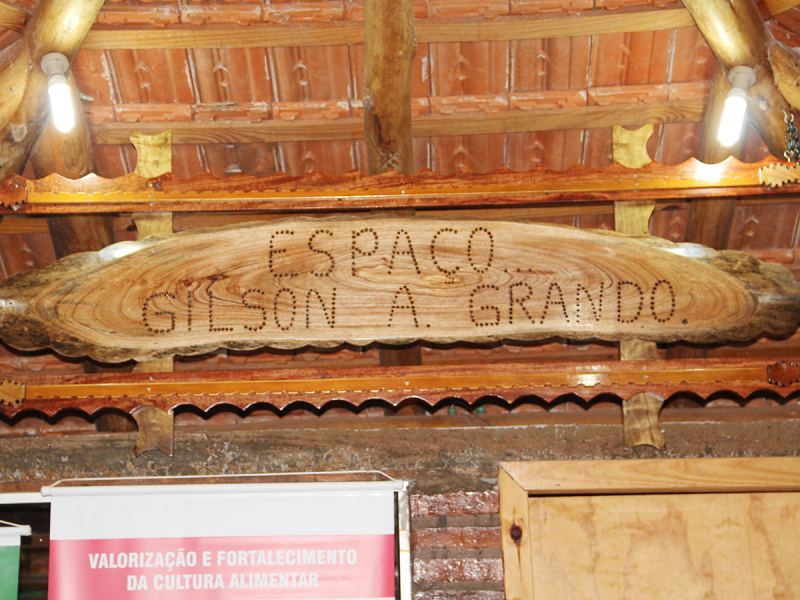 ESPAÇO...
GILSON A. GRANDO.
VALORIZAÇÃO E FORTALECIMENTO
DA CULTURA ALIMENTAR